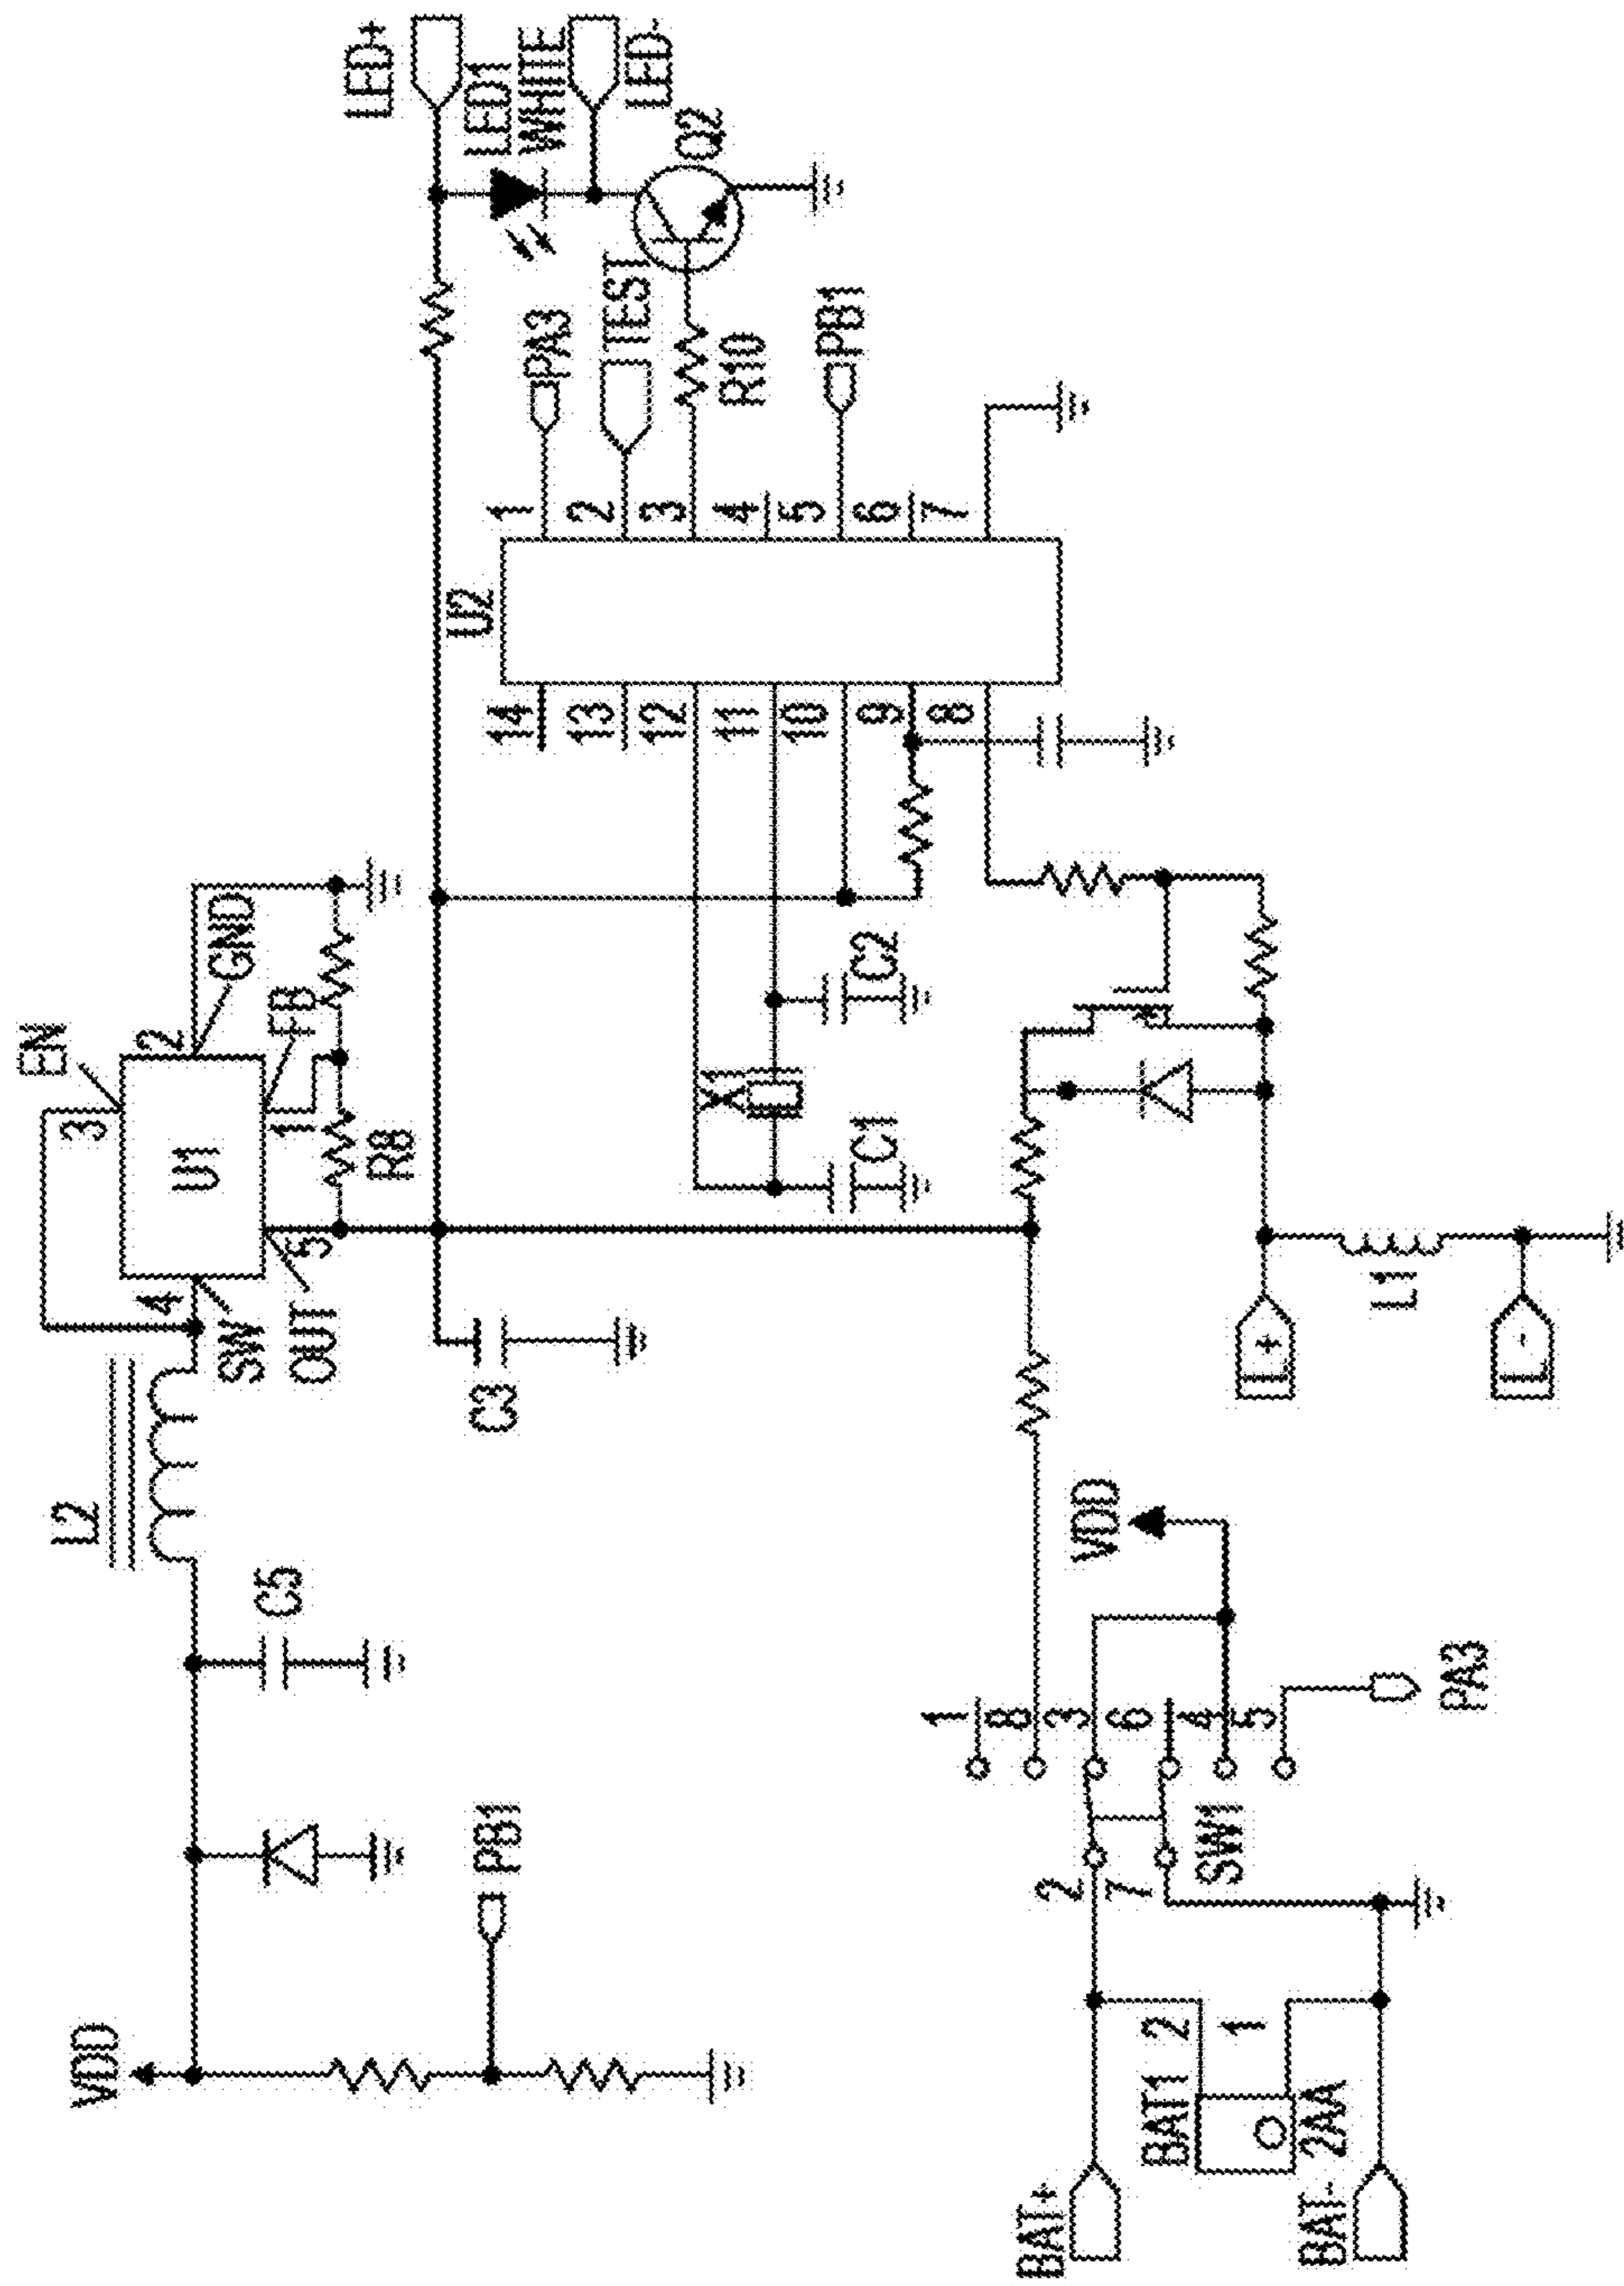 EN
VDD
L2
3
4
2
U1
SW
GND
C5
1
FB
OUT
5
R8
LED+
PB1
C3
U2
LED1
WHITE
14
1
PA3
13
2
TEST
LED-
12
3
Q2
X1
11
4
R10
10
5
PB1
C1
C2
9
6
8
7
1
8
BAT+
2
3
VDD
7
6
BAT1
2
4
SW1
1
5
L+
BAT-
2AA
L1
PA3
L-